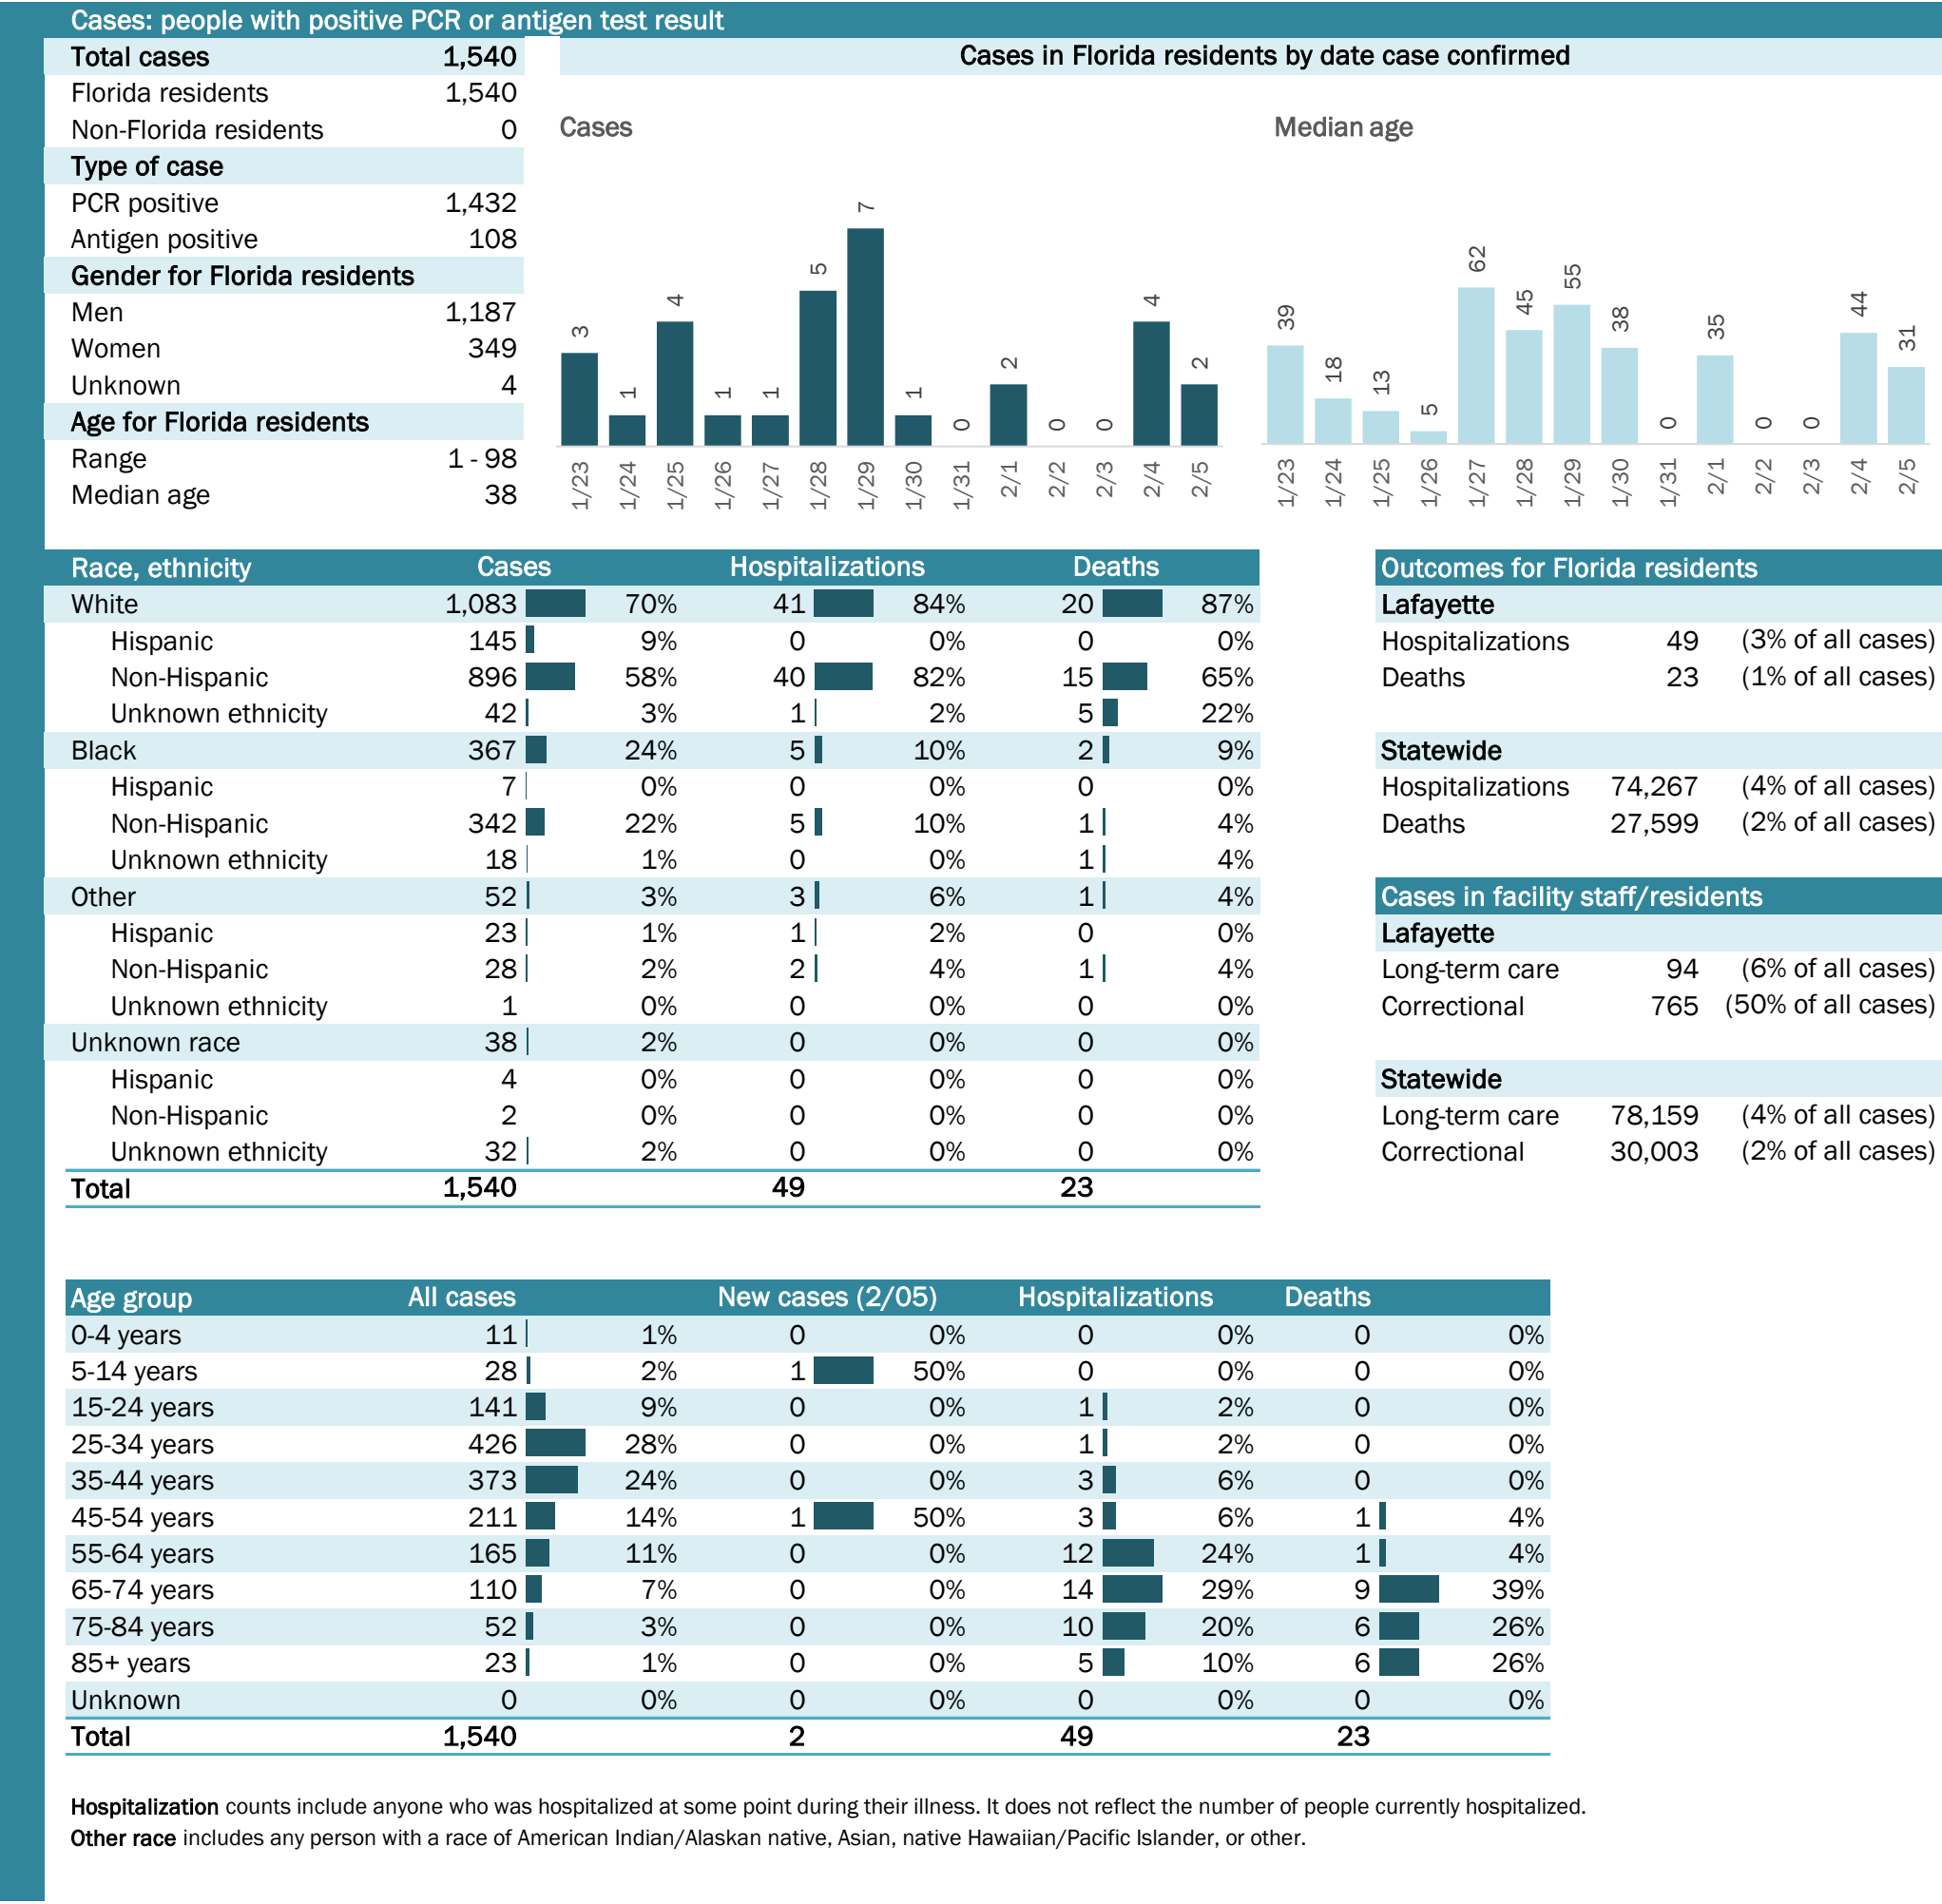 Cases: people with positive PCR or antigen test result
Total cases 1,540
Florida residents 1,540
Non-Florida residents 0
Type of case
PCR positive 1,432
Antigen positive 108
Gender for Florida residents
Men 1,187
Women 349
Unknown 4
Age for Florida residents
Range 1 - 98
Median age 38
Cases in Florida residents by date case confirmed
Cases
3 1 4 1 1 5 7 1 0 2 0 0 4 2
1/23 1/24 1/25 1/26 1/27 1/28 1/29 1/30 1/31 2/1 2/2 2/3 2/4 2/5
Median age
39 18 13 5 62 45 55 38 0 35 0 0 44 31
1/23 1/24 1/25 1/26 1/27 1/28 1/29 1/30 1/31 2/1 2/2 2/3 2/4 2/5
Race, ethnicity Cases Hospitalizations Deaths
White 1,083 70% 41 84% 20 87%
Hispanic 145 9% 0 0% 0 0%
Non-Hispanic 896 58% 40 82% 15 65%
Unknown ethnicity 42 3% 1 2% 5 22%
Black 367 24% 5 10% 2 9%
Hispanic 7 0% 0 0% 0 0%
Non-Hispanic 342 22% 5 10% 1 4%
Unknown ethnicity 18 1% 0 0% 1 4%
Other 52 3% 3 6% 1 4%
Hispanic 23 1% 1 2% 0 0%
Non-Hispanic 28 2% 2 4% 1 4%
Unknown ethnicity 1 0% 0 0% 0 0%
Unknown race 38 2% 0 0% 0 0%
Hispanic 4 0% 0 0% 0 0%
Non-Hispanic 2 0% 0 0% 0 0%
Unknown ethnicity 32 2% 0 0% 0 0%
Total 1,540 49 23
Outcomes for Florida residents
Lafayette
Hospitalizations 49 (3% of all cases)
Deaths 23 (1% of all cases)
Statewide
Hospitalizations 74,267 (4% of all cases)
Deaths 27,599 (2% of all cases)
Cases in facility staff/residents
Lafayette
Long-term care 94 (6% of all cases)
Correctional 765 (50% of all cases)
Statewide
Long-term care 78,159 (4% of all cases)
Correctional 30,003 (2% of all cases)
Age group All cases New cases (2/05) Hospitalizations Deaths
0-4 years 11 1% 0 0% 0 0% 0 0%
5-14 years 28 2% 1 50% 0 0% 0 0%
15-24 years 141 9% 0 0% 1 2% 0 0%
25-34 years 426 28% 0 0% 1 2% 0 0%
35-44 years 373 24% 0 0% 3 6% 0 0%
45-54 years 211 14% 1 50% 3 6% 1 4%
55-64 years 165 11% 0 0% 12 24% 1 4%
65-74 years 110 7% 0 0% 14 29% 9 39%
75-84 years 52 3% 0 0% 10 20% 6 26%
85+ years 23 1% 0 0% 5 10% 6 26%
Unknown 0 0% 0 0% 0 0% 0 0%
Total 1,540 2 49 23
Hospitalization counts include anyone who was hospitalized at some point during their illness. It does not reflect the number of people currently hospitalized.
Other race includes any person with a race of American Indian/Alaskan native, Asian, native Hawaiian/Pacific Islander, or other.